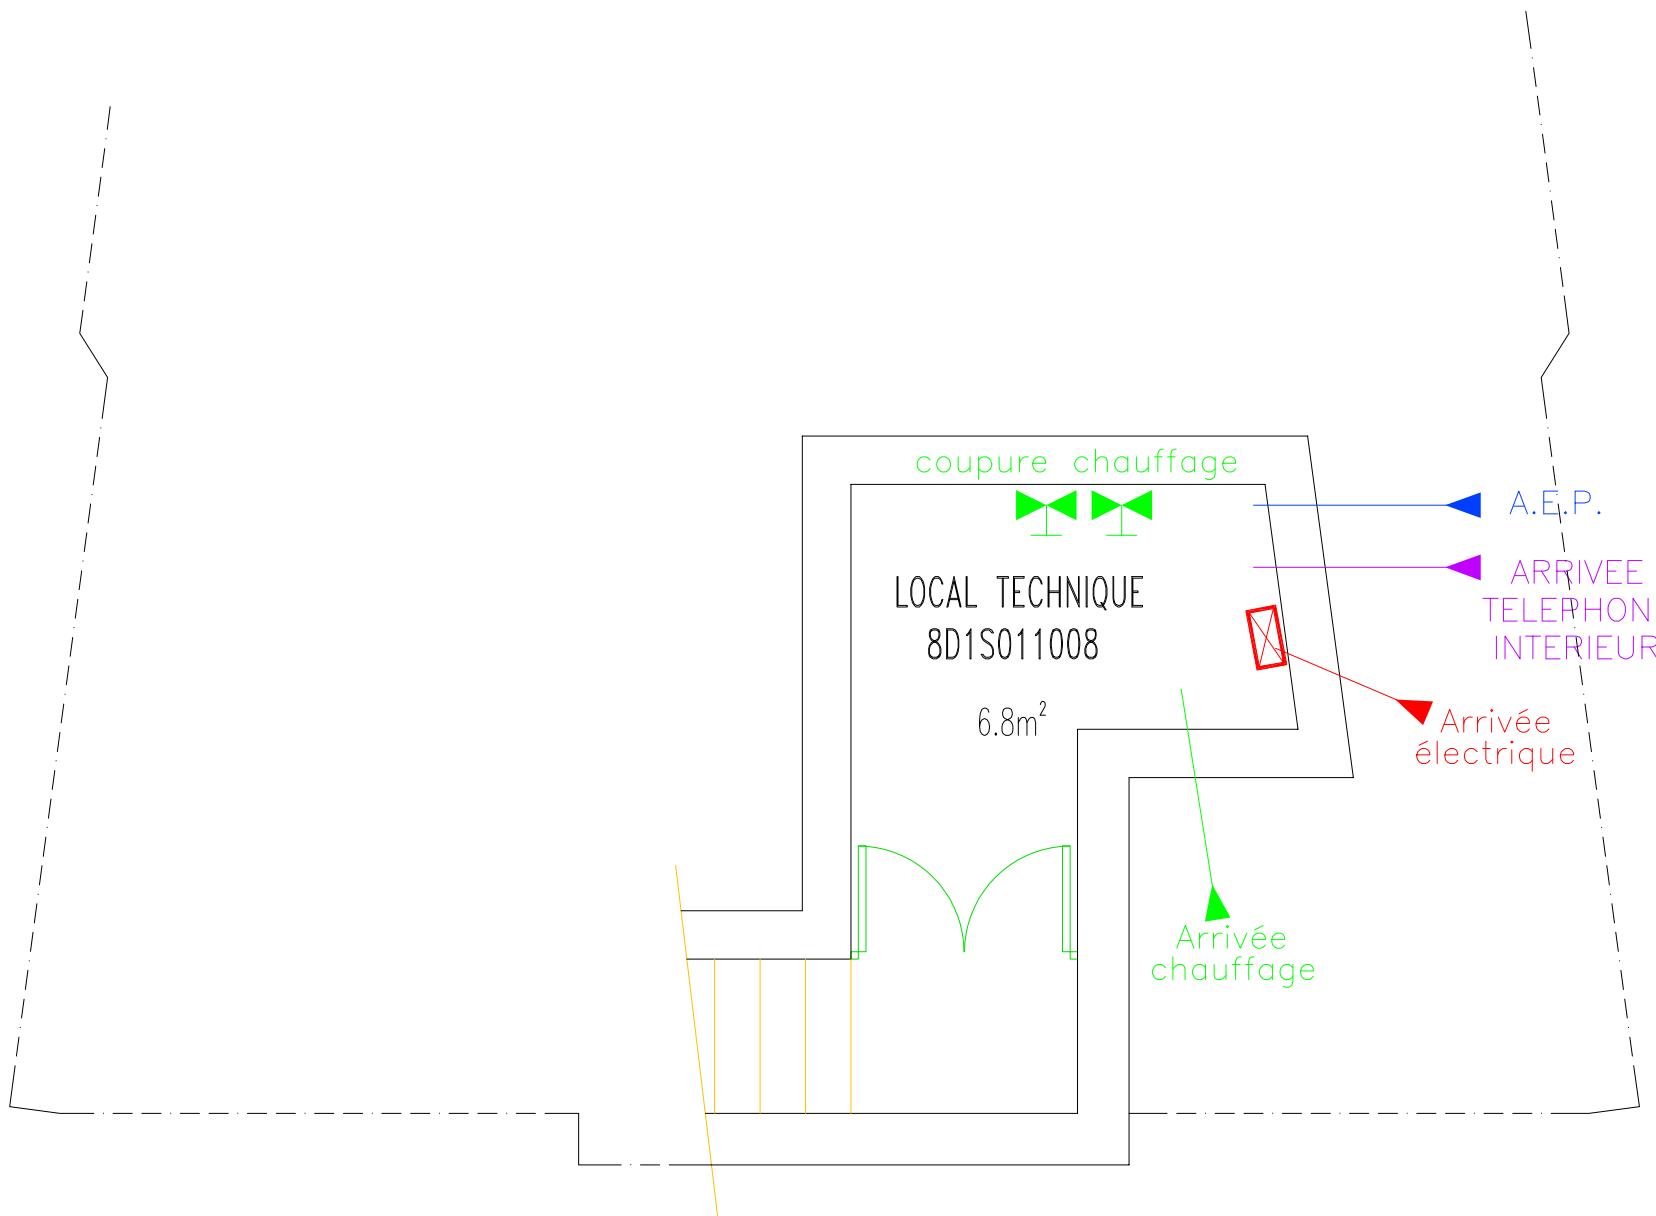 coupure chauffage
A.E.P.
ARRIVEE
TELEPHON
INTERIEUR
LOCAL TECHNIQUE
8D1S011008
6.8m²
Arrivée
électrique
Arrivée
chauffage